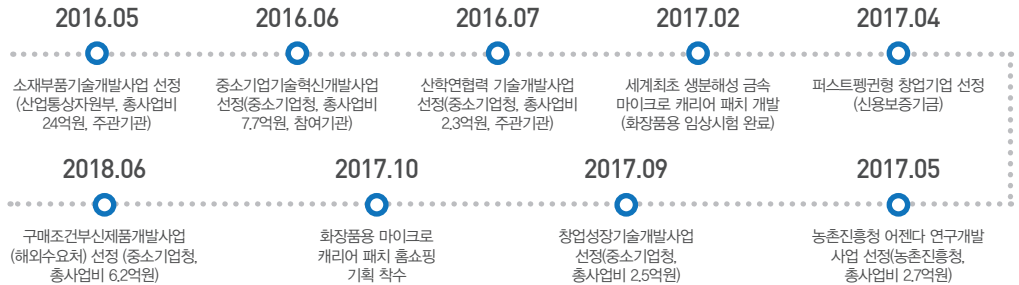 2016.05
소재부품기술개발사업 선정
(산업통상자원부, 총사업비
24억원, 주관기관)
2016.06
중소기업기술혁신개발사업
선정(중소기업청, 총사업비
7.7억원, 참여기관)
2016.07
산학연협력 기술개발사업
선정(중소기업청, 총사업비
2.3억원, 주관기관)
2017.02
세계최초 생분해성 금속
마이크로 캐리어 패치 개발
(화장품용 임상시험 완료)
2017.04
퍼스트펭귄형 창업기업 선정
(신용보증기금)
2017.05
농촌진흥청 어젠다 연구개발
사업 선정(농촌진흥청,
총사업비 2.7억원)
2017.09
창업성장기술개발사업
선정(중소기업청,
총사업비 2.5억원)
2017.10
화장품용 마이크로
캐리어 패치 홈쇼핑
기획 착수
2018.06
구매조건부신제품개발사업
(해외수요처) 선정 (중소기업청,
총사업비 6.2억원)